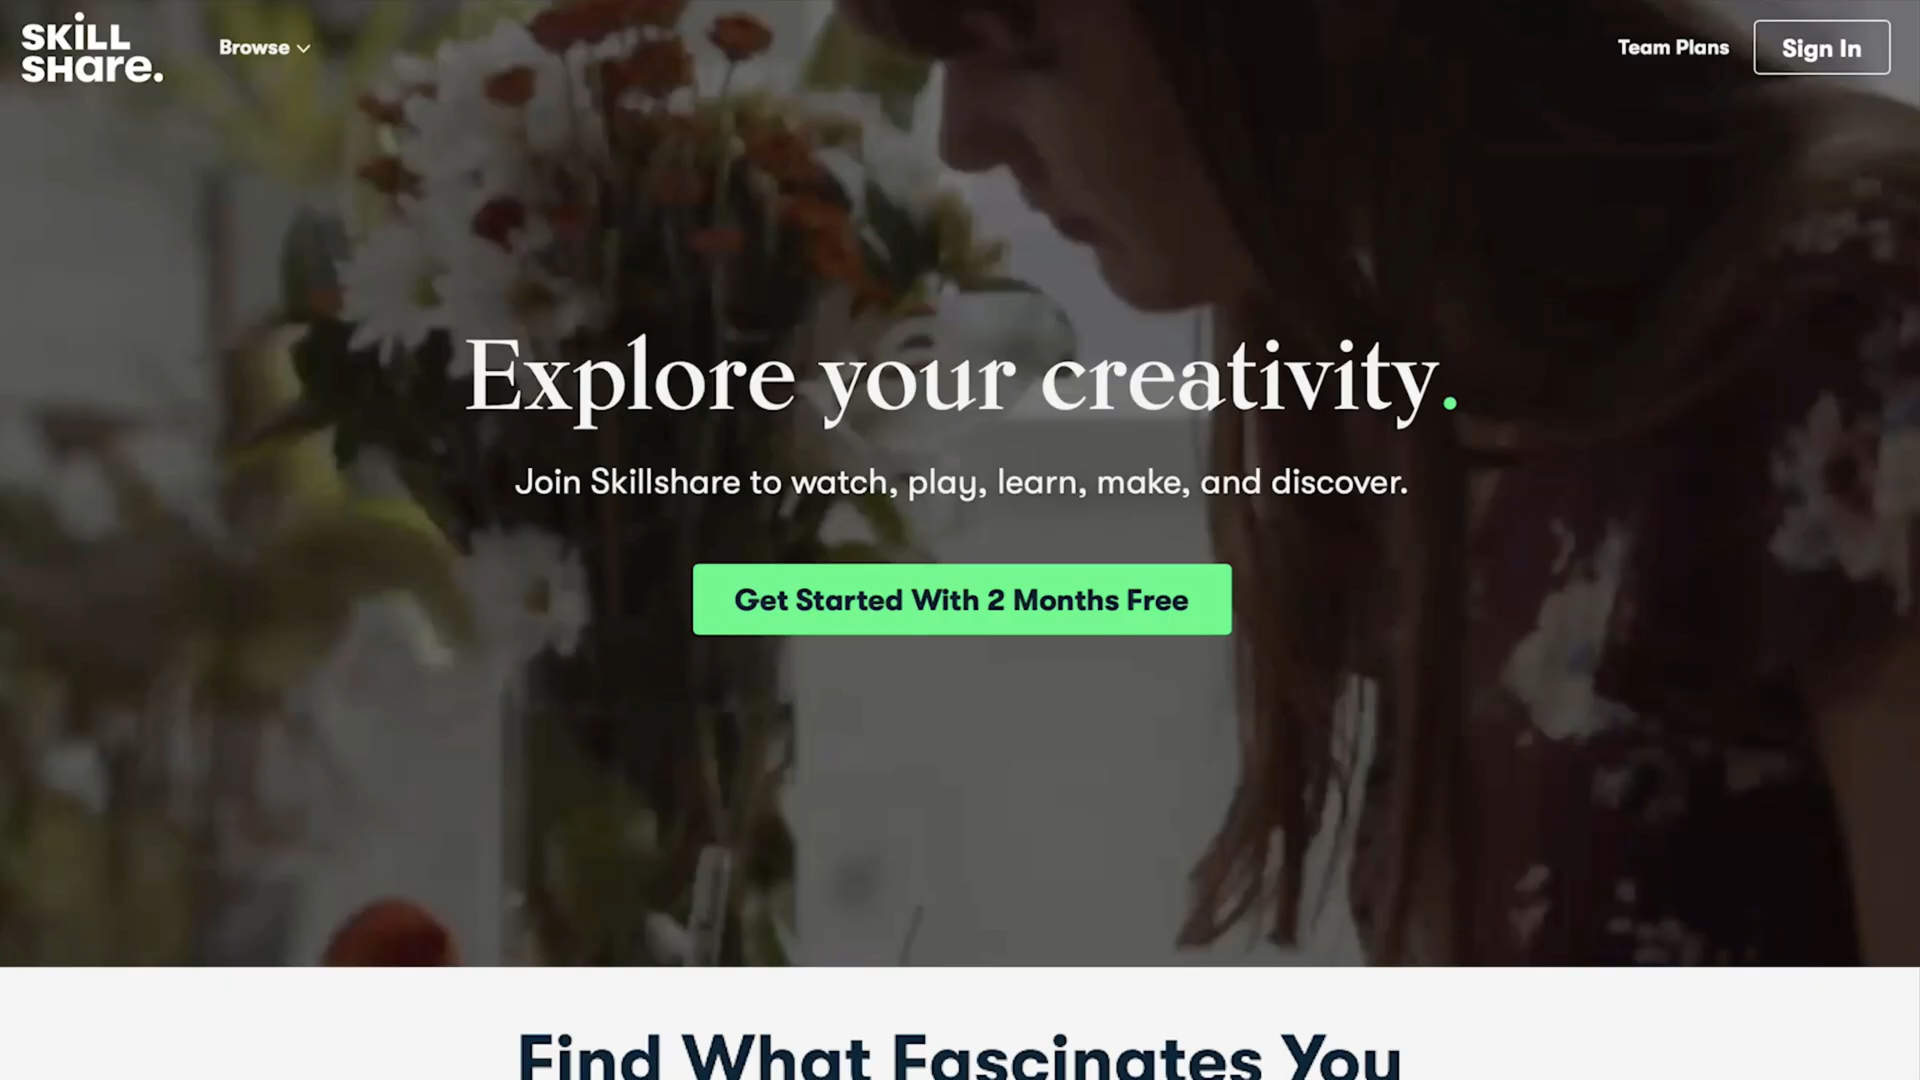 SKILL
SHare.
Browse
Team Plans
Sign In
Explore your creativity.
Join Skillshare to watch, play, learn, make, and discover.
Get Started With 2 Months Free
Find What Fascinates You